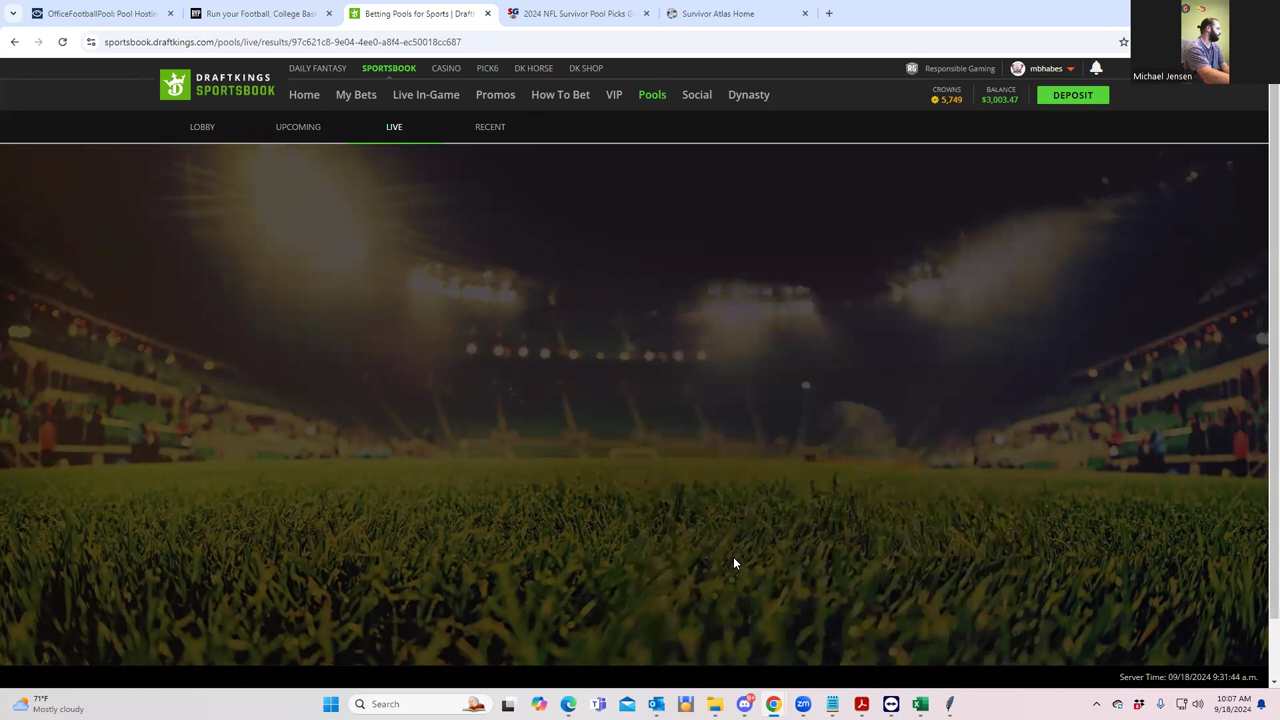 OfficeFootballPool: Pool Hostin
Run your Football, College Bask
Betting Pools for Sports | Draft
2024 NFL Survivor Pool Picks G
Survivor Atlas Home
sportsbook.draftkings.com/pools/live/results/97c621c8-9e04-4ee0-a8f4-ec50018cc687
Michael Jensen
DAILY FANTASY SPORTSBOOK CASINO PICK6 DK HORSE DK SHOP
Responsible Gaming
mbhabes
DRAFTKINGS
SPORTSBOOK
Home My Bets Live In-Game Promos How To Bet VIP Pools Social Dynasty
CROWNS
5,749
BALANCE
$3,003.47
DEPOSIT
LOBBY UPCOMING LIVE RECENT
Server Time: 09/18/2024 9:31:44 a.m.
71°F
Mostly cloudy
Search
10:07 AM
9/18/2024